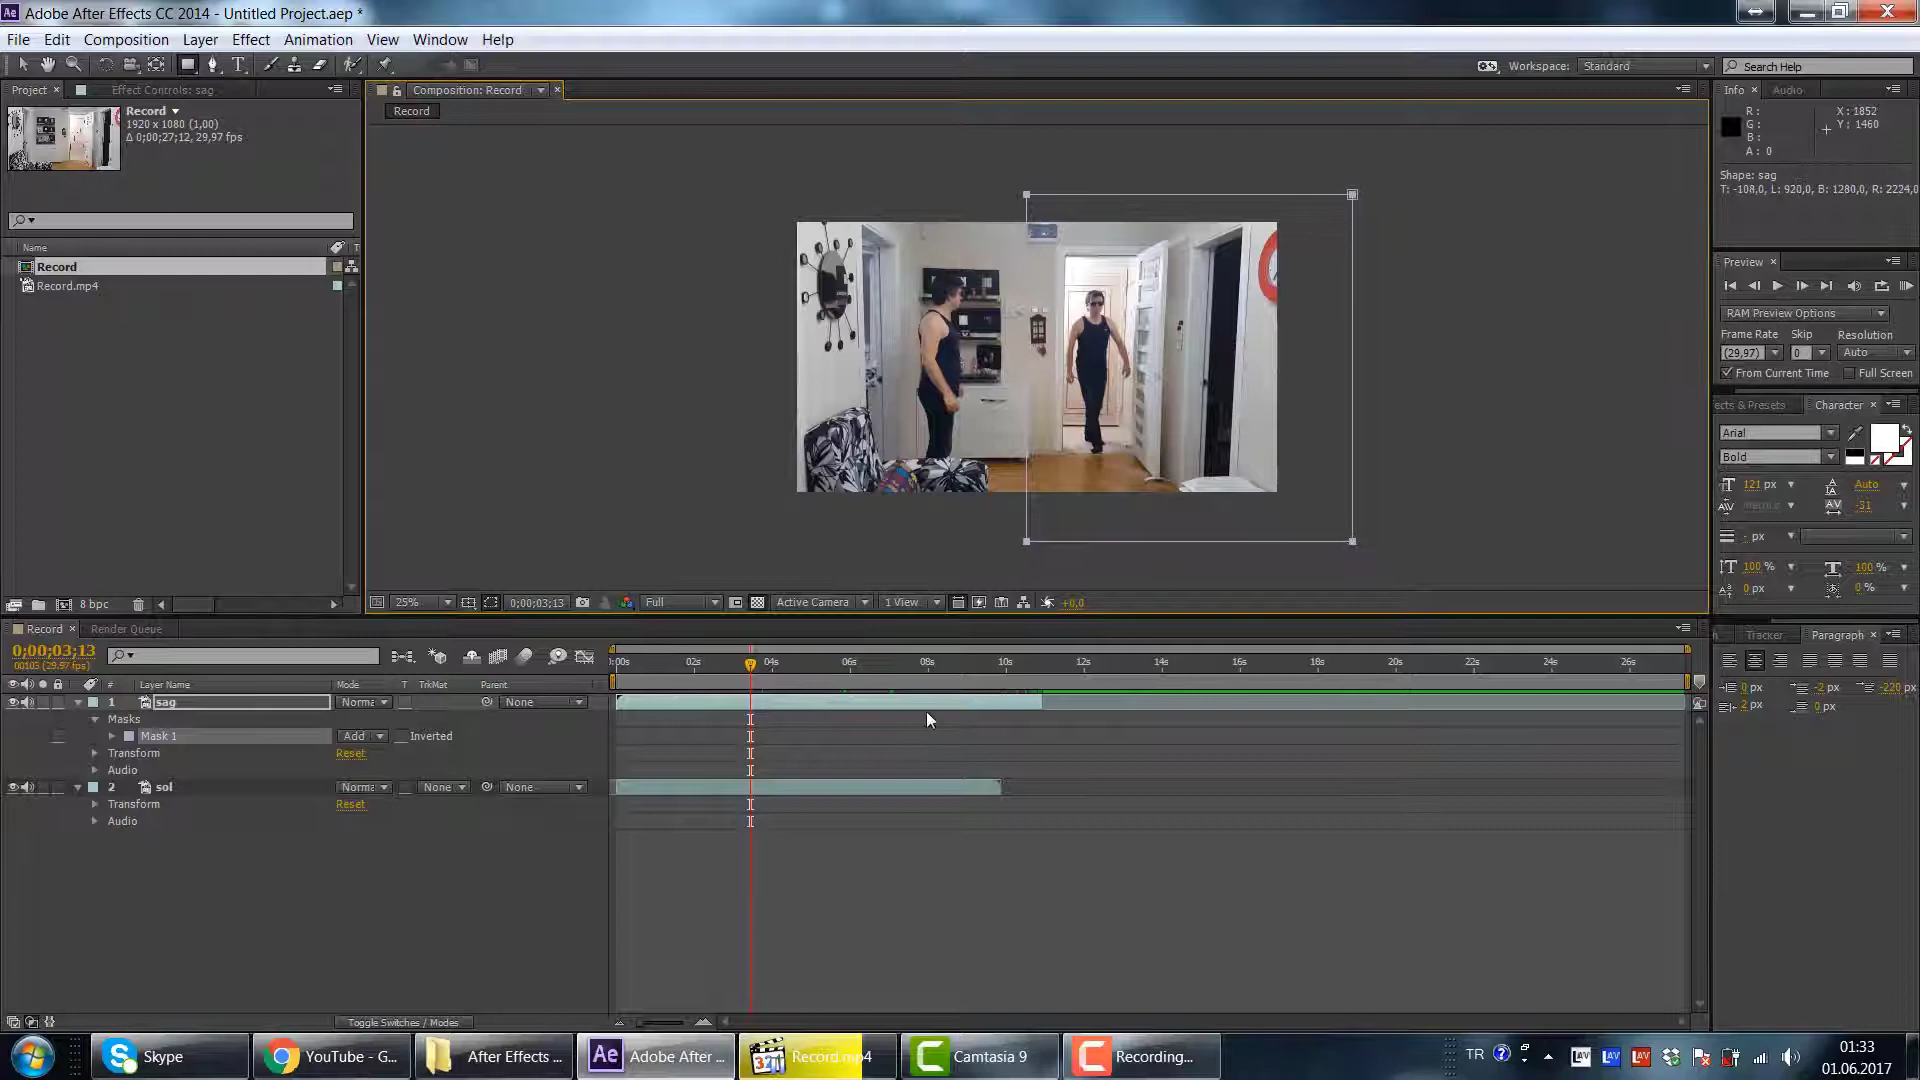 Adobe After Effects CC 2014 - Untitled Project.aep *
File Edit Composition Layer Effect Animation View Window Help
Workspace: Standard
Search Help
Project Effect Controls: sag
Composition: Record
Info Audio
Record
1920 x 1080 (1,00)
Δ 0;00;27;12, 29,97 fps
Record
R:
G:
B:
A: 0
X: 1852
Y: 1460
Shape: sag
T: -108,0, L: 920,0, B: 1280,0, R: 2224,0
Name
Record
Record.mp4
Preview
RAM Preview Options
Frame Rate Skip Resolution
(29,97) 0 Auto
From Current Time Full Screen
ects & Presets Character
Arial
Bold
121 px Auto
-31
- px
100 % 100 %
0 px 0 %
8 bpc
25% 0;00;03;13 Full Active Camera 1 View +0,0
Record Render Queue
Tracker Paragraph
0;00;03;13
00103 (29.97 fps)
:00s 02s 04s 06s 08s 10s 12s 14s 16s 18s 20s 22s 24s 26s
# Layer Name Mode T TrkMat Parent
0 px -2 px -220 px
2 px 0 px
1 sag Norma None
Masks
Mask 1 Add Inverted
Transform Reset
Audio
2 sol Norma None None
Transform Reset
Audio
Toggle Switches / Modes
Skype
YouTube - G...
After Effects ...
Ae Adobe After ...
321 Record.mp4
Camtasia 9
Recording...
TR
LAV LAV LAV
01:33
01.06.2017